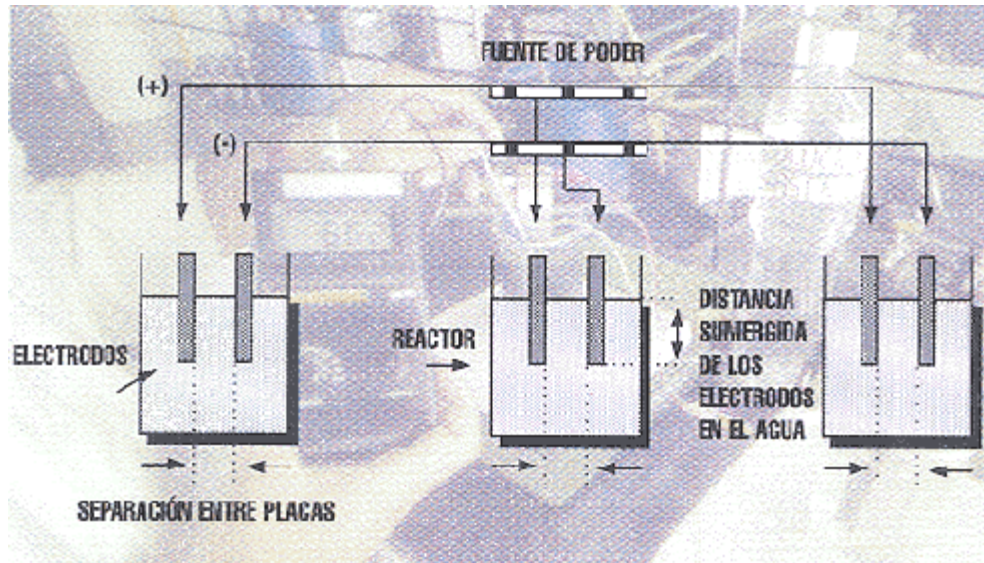 FUENTE DE PODER
(+)
(-)
ELECTRODOS
REACTOR
DISTANCIA
SUMERGIDA
DE LOS
ELECTRODOS
EN EL AGUA
SEPARACIÓN ENTRE PLACAS